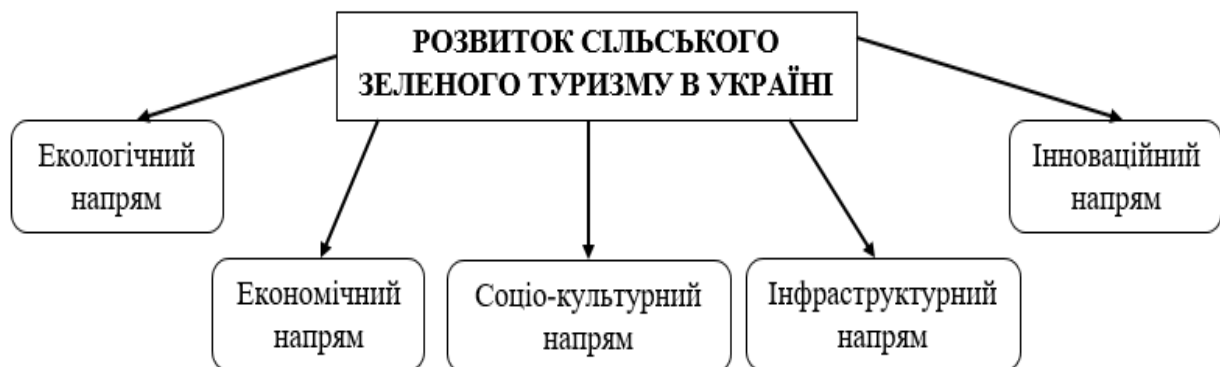 РОЗВИТОК СІЛЬСЬКОГО
ЗЕЛЕНОГО ТУРИЗМУ В УКРАЇНІ
Екологічний
напрям
Інноваційний
напрям
Економічний
напрям
Соціо-культурний
напрям
Інфраструктурний
напрям